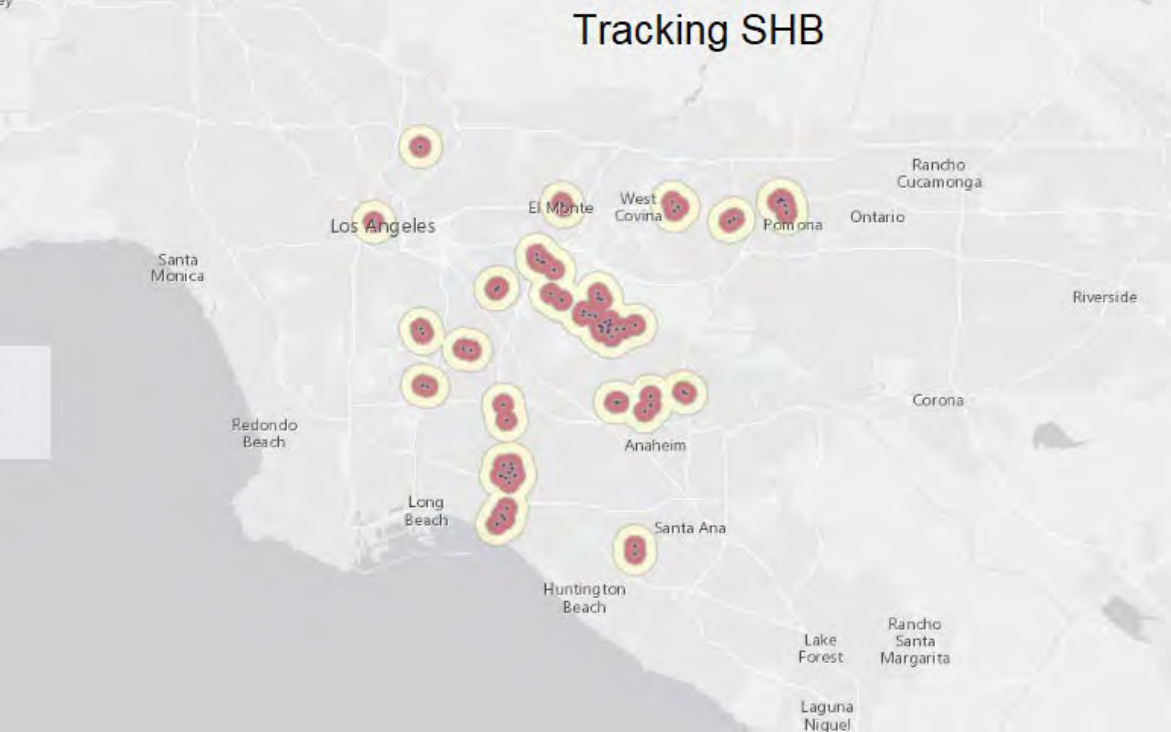 Tracking SHB
Rancho
Cucamonga
El Monte
West
Covina
Ontario
Pomona
Los Angeles
Santa
Monica
Riverside
Corona
Redondo
Beach
Anaheim
Long
Beach
Santa Ana
Huntington
Beach
Lake
Forest
Rancho
Santa
Margarita
Laguna
Niguel